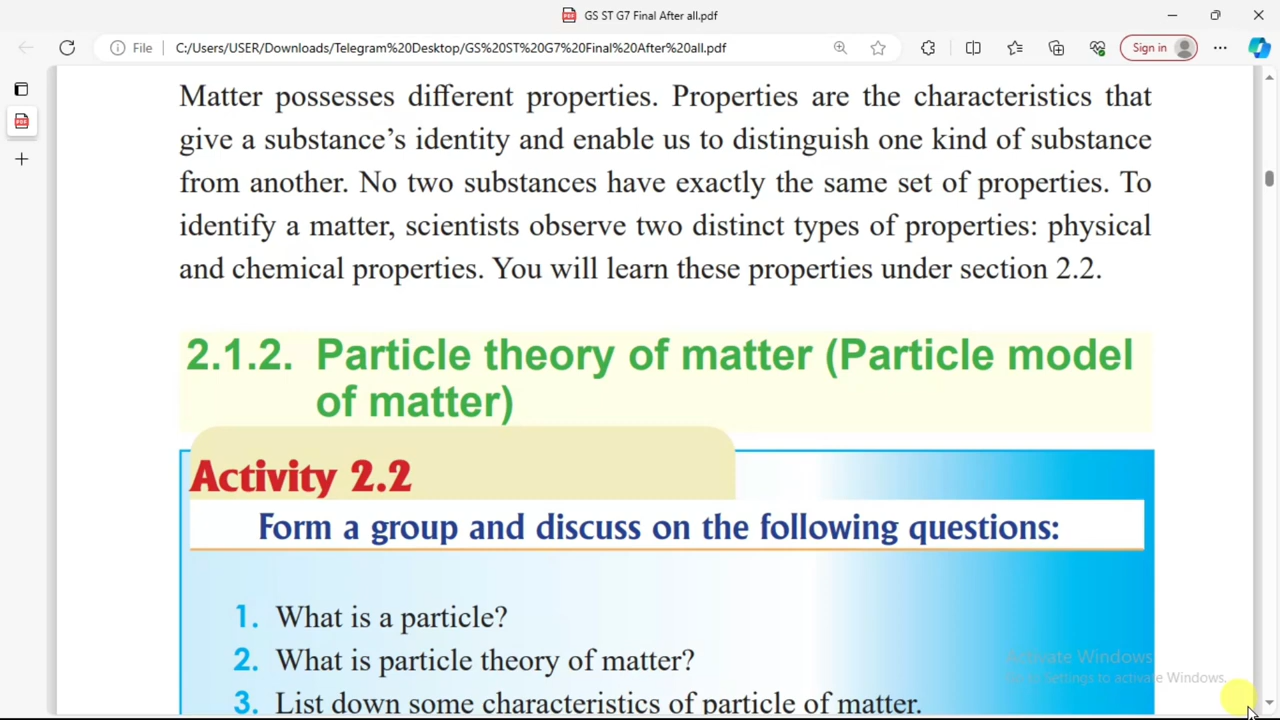 GS ST G7 Final After all.pdf
File
C:/Users/USER/Downloads/Telegram%20Desktop/GS%20ST%20G7%20Final%20After%20all.pdf
Sign in
Matter possesses different properties. Properties are the characteristics that
give a substance’s identity and enable us to distinguish one kind of substance
from another. No two substances have exactly the same set of properties. To
identify a matter, scientists observe two distinct types of properties: physical
and chemical properties. You will learn these properties under section 2.2.
2.1.2. Particle theory of matter (Particle model
of matter)
Activity 2.2
Form a group and discuss on the following questions:
1. What is a particle?
2. What is particle theory of matter?
3. List down some characteristics of particle of matter.
Activate Windows
Go to Settings to activate Windows.